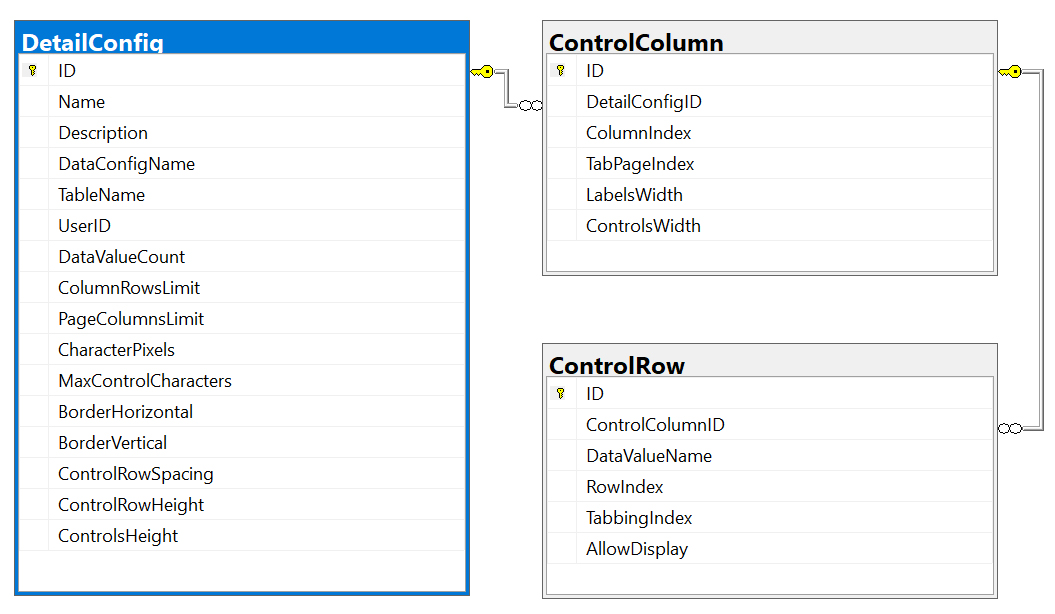 DetailConfig
ID
Name
Description
DataConfigName
TableName
UserID
DataValueCount
ColumnRowsLimit
PageColumnsLimit
CharacterPixels
MaxControlCharacters
BorderHorizontal
BorderVertical
ControlRowSpacing
ControlRowHeight
ControlsHeight
ControlColumn
ID
DetailConfigID
ColumnIndex
TabPageIndex
LabelsWidth
ControlsWidth
ControlRow
ID
ControlColumnID
DataValueName
RowIndex
TabbingIndex
AllowDisplay